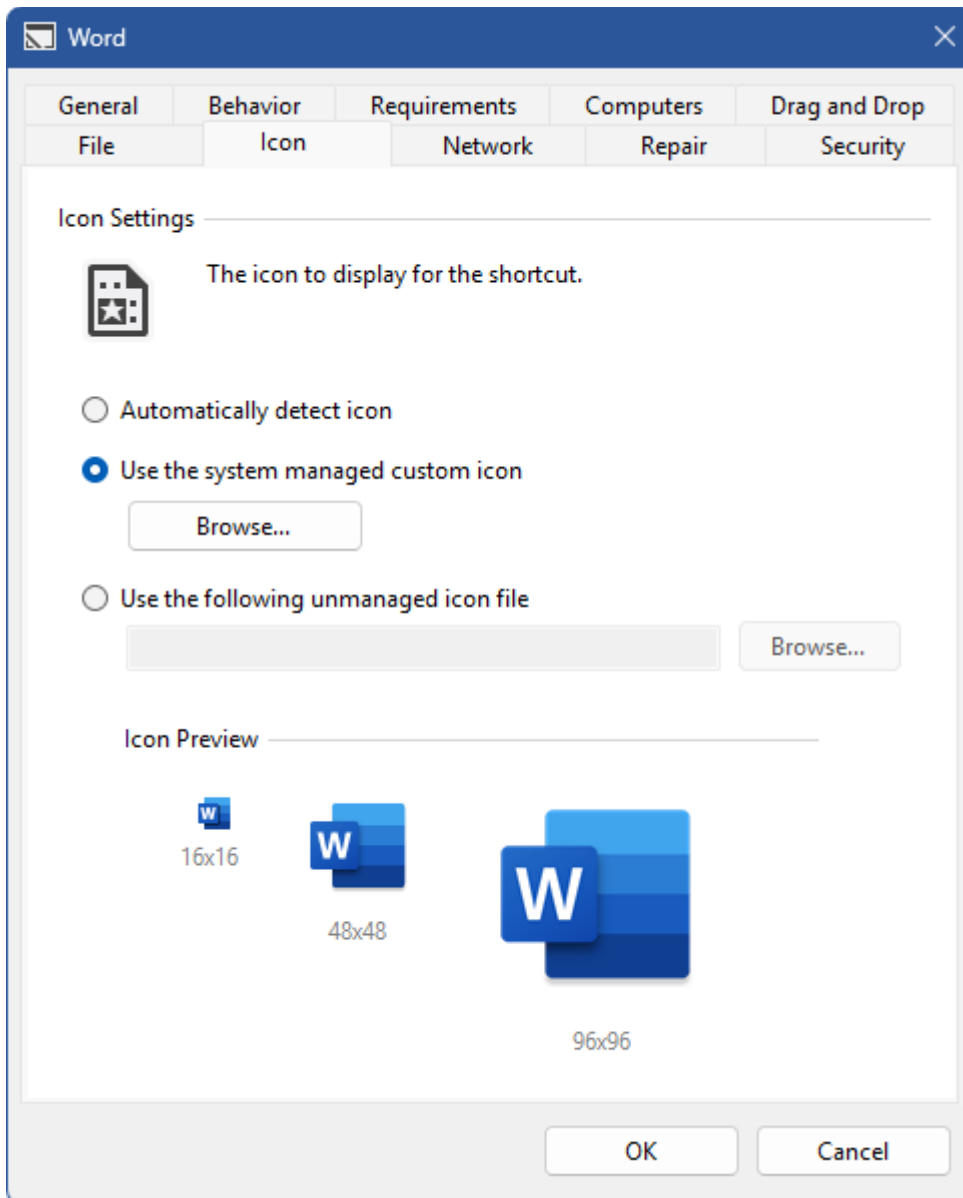 Word
General Behavior Requirements Computers Drag and Drop
File Icon Network Repair Security
Icon Settings
The icon to display for the shortcut.
Automatically detect icon
Use the system managed custom icon
Browse...
Use the following unmanaged icon file
Browse...
Icon Preview
W W W
16x16
48x48
96x96
OK Cancel